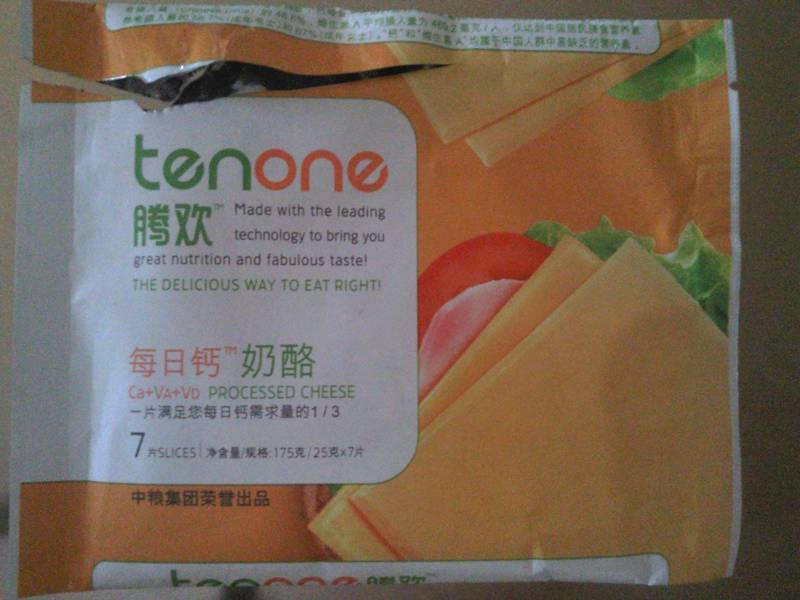 tenone
腾欢™ Made with the leading
technology to bring you
great nutrition and fabulous taste!
THE DELICIOUS WAY TO EAT RIGHT!
每日钙™奶酪
Ca+VA+VD PROCESSED CHEESE
一片满足您每日钙需求量的1/3
7片SLICES 净含量/规格:175克/25克x7片
中粮集团荣誉出品
tenone 腾欢